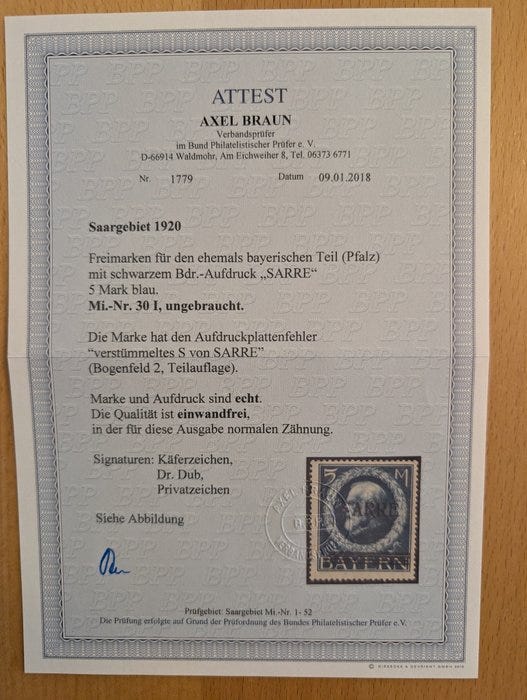 ATTEST
AXEL BRAUN
Verbandsprüfer
im Bund Philatelistischer Prüfer e. V.
D-66914 Waldmohr, Am Eichweiher 8, Tel. 06373 6771
Nr. 1779 Datum 09.01.2018
Saargebiet 1920
Freimarken für den ehemals bayerischen Teil (Pfalz)
mit schwarzem Bdr.-Aufdruck „SARRE“
5 Mark blau.
Mi.-Nr. 30 I, ungebraucht.
Die Marke hat den Aufdruckplattenfehler
“verstümmeltes S von SARRE”
(Bogenfeld 2, Teilauflage).
Marke und Aufdruck sind echt.
Die Qualität ist einwandfrei,
in der für diese Ausgabe normalen Zähnung.
Signaturen: Käferzeichen,
Dr. Dub,
Privatzeichen
Siehe Abbildung
5 M
SARRE
BAYERN
Prüfgebiet: Saargebiet Mi.-Nr. 1- 52
Die Prüfung erfolgte auf Grund der Prüfordnung des Bundes Philatelistischer Prüfer e.V.